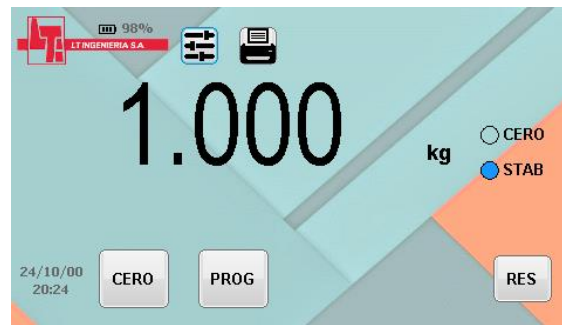 98%
LT INGENIERIA S.A.
1.000
kg
CERO
STAB
24/10/00
20:24
CERO
PROG
RES